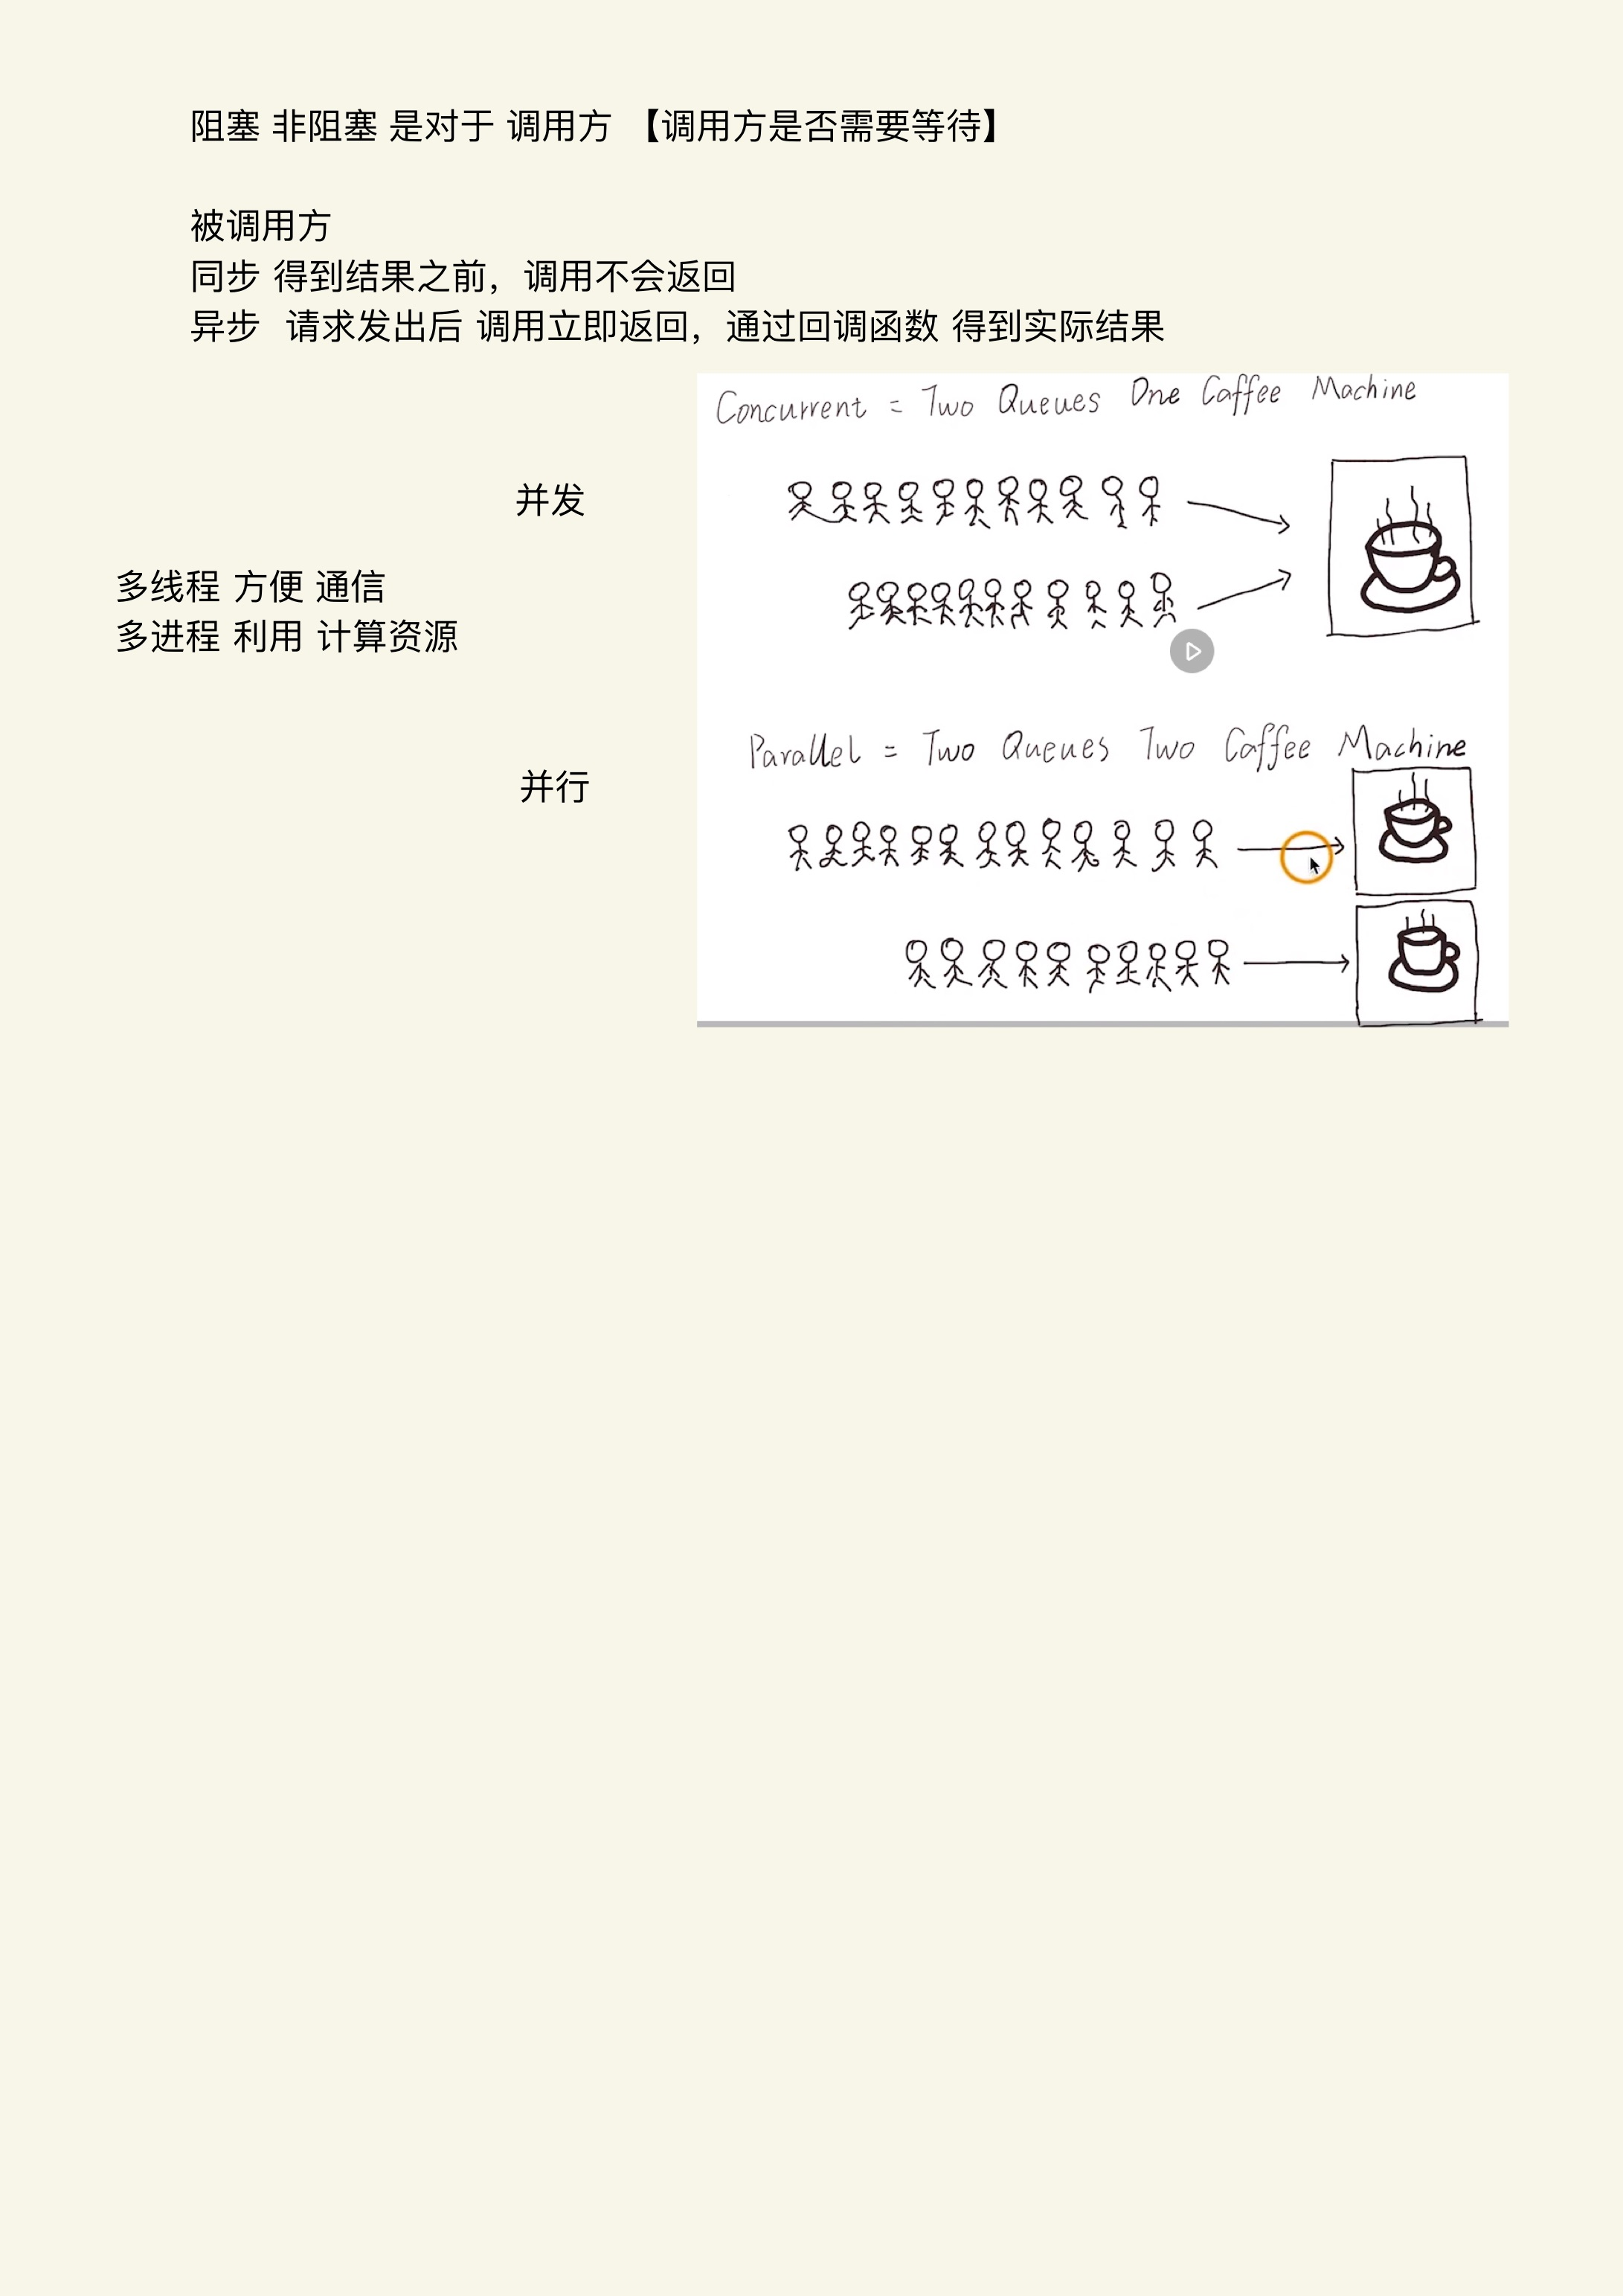 阻塞 非阻塞 是对于 调用方 【调用方是否需要等待】
被调用方
同步 得到结果之前，调用不会返回
异步 请求发出后 调用立即返回，通过回调函数 得到实际结果
Concurrent = Two Queues One Caffee Machine
并发
多线程 方便 通信
多进程 利用 计算资源
Parallel = Two Queues Two Caffee Machine
并行